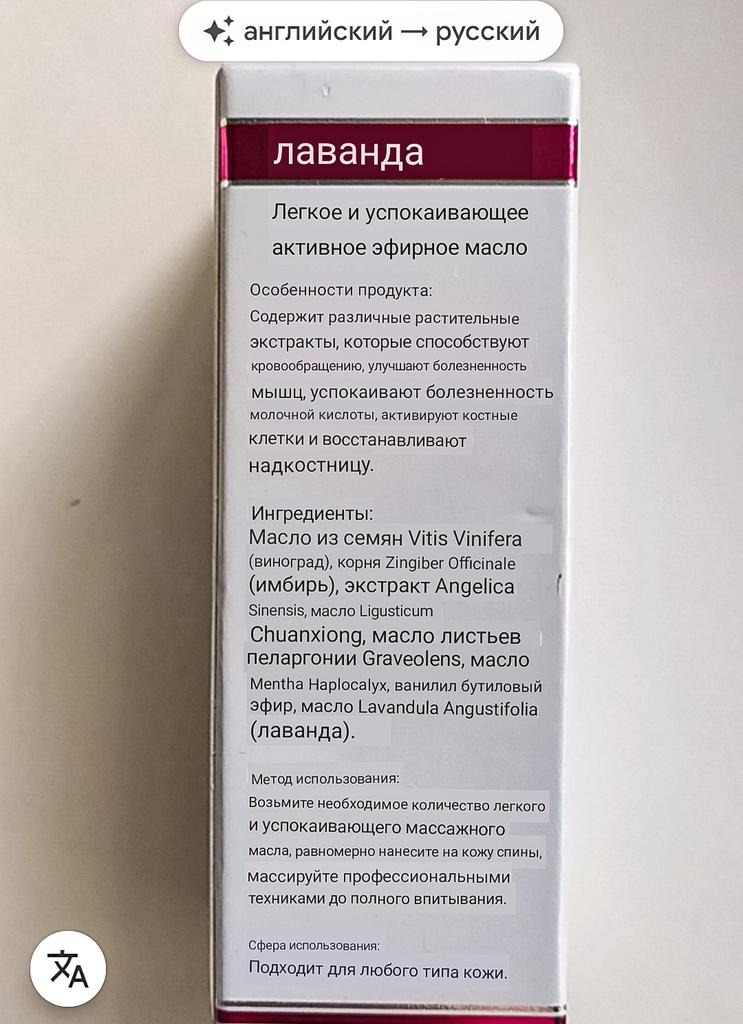 английский → русский
лаванда
Легкое и успокаивающее
активное эфирное масло
Особенности продукта:
Содержит различные растительные
экстракты, которые способствуют
кровообращению, улучшают болезненность
мышц, успокаивают болезненность
молочной кислоты, активируют костные
клетки и восстанавливают
надкостницу.
Ингредиенты:
Масло из семян Vitis Vinifera
(виноград), корня Zingiber Officinale
(имбирь), экстракт Angelica
Sinensis, масло Ligusticum
Chuanxiong, масло листьев
пеларгонии Graveolens, масло
Mentha Haplocalyx, ванилил бутиловый
эфир, масло Lavandula Angustifolia
(лаванда).
Метод использования:
Возьмите необходимое количество легкого
и успокаивающего массажного
масла, равномерно нанесите на кожу спины,
массируйте профессиональными
техниками до полного впитывания.
Сфера использования:
Подходит для любого типа кожи.